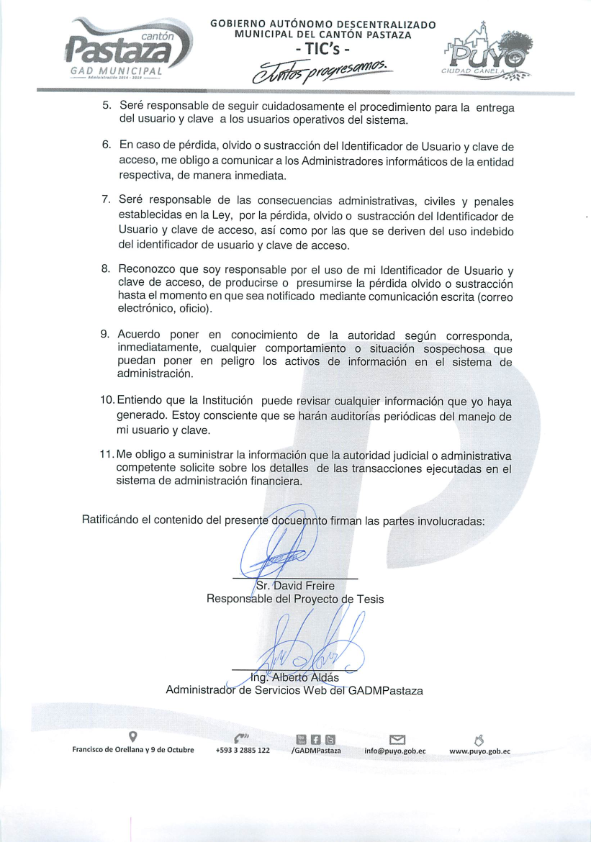 cantón
Pastaza
GAD MUNICIPAL
Administración 2014 - 2019
GOBIERNO AUTÓNOMO DESCENTRALIZADO
MUNICIPAL DEL CANTÓN PASTAZA
- TIC's -
Juntos progresamos.
PUYO
CIUDAD CANELA
5. Seré responsable de seguir cuidadosamente el procedimiento para la entrega
del usuario y clave a los usuarios operativos del sistema.
6. En caso de pérdida, olvido o sustracción del Identificador de Usuario y clave de
acceso, me obligo a comunicar a los Administradores informáticos de la entidad
respectiva, de manera inmediata.
7. Seré responsable de las consecuencias administrativas, civiles y penales
establecidas en la Ley, por la pérdida, olvido o sustracción del Identificador de
Usuario y clave de acceso, así como por las que se deriven del uso indebido
del identificador de usuario y clave de acceso.
8. Reconozco que soy responsable por el uso de mi Identificador de Usuario y
clave de acceso, de producirse o presumirse la pérdida olvido o sustracción
hasta el momento en que sea notificado mediante comunicación escrita (correo
electrónico, oficio).
9. Acuerdo poner en conocimiento de la autoridad según corresponda,
inmediatamente, cualquier comportamiento o situación sospechosa que
puedan poner en peligro los activos de información en el sistema de
administración.
10. Entiendo que la Institución puede revisar cualquier información que yo haya
generado. Estoy consciente que se harán auditorías periódicas del manejo de
mi usuario y clave.
11. Me obligo a suministrar la información que la autoridad judicial o administrativa
competente solicite sobre los detalles de las transacciones ejecutadas en el
sistema de administración financiera.
Ratificándo el contenido del presente docuemnto firman las partes involucradas:
Sr. David Freire
Responsable del Proyecto de Tesis
Ing. Alberto Aldás
Administrador de Servicios Web del GADMPastaza
Francisco de Orellana y 9 de Octubre
+593 3 2885 122
/GADMPastaza
info@puyo.gob.ec
www.puyo.gob.ec